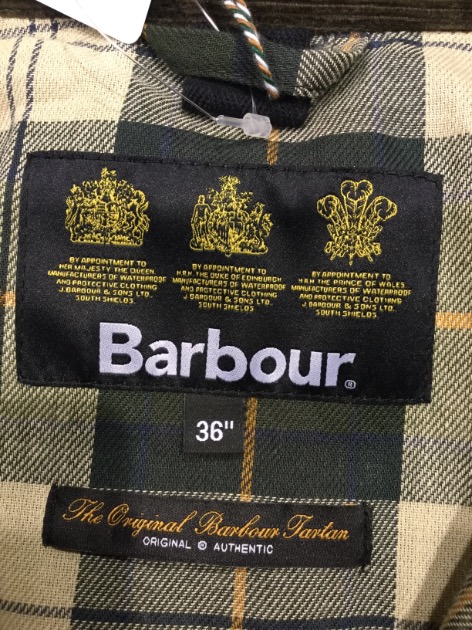 BY APPOINTMENT TO
HER MAJESTY THE QUEEN
MANUFACTURERS OF WATERPROOF
AND PROTECTIVE CLOTHING
J. BARBOUR & SONS LTD.
SOUTH SHIELDS
BY APPOINTMENT TO
H.R.H. THE DUKE OF EDINBURGH
MANUFACTURERS OF WATERPROOF
AND PROTECTIVE CLOTHING
J. BARBOUR & SONS LTD.
SOUTH SHIELDS
BY APPOINTMENT TO
H.R.H. THE PRINCE OF WALES
MANUFACTURERS OF WATERPROOF
AND PROTECTIVE CLOTHING
J. BARBOUR & SONS LTD.
SOUTH SHIELDS
Barbour®
36"
The Original Barbour Tartan
ORIGINAL © AUTHENTIC